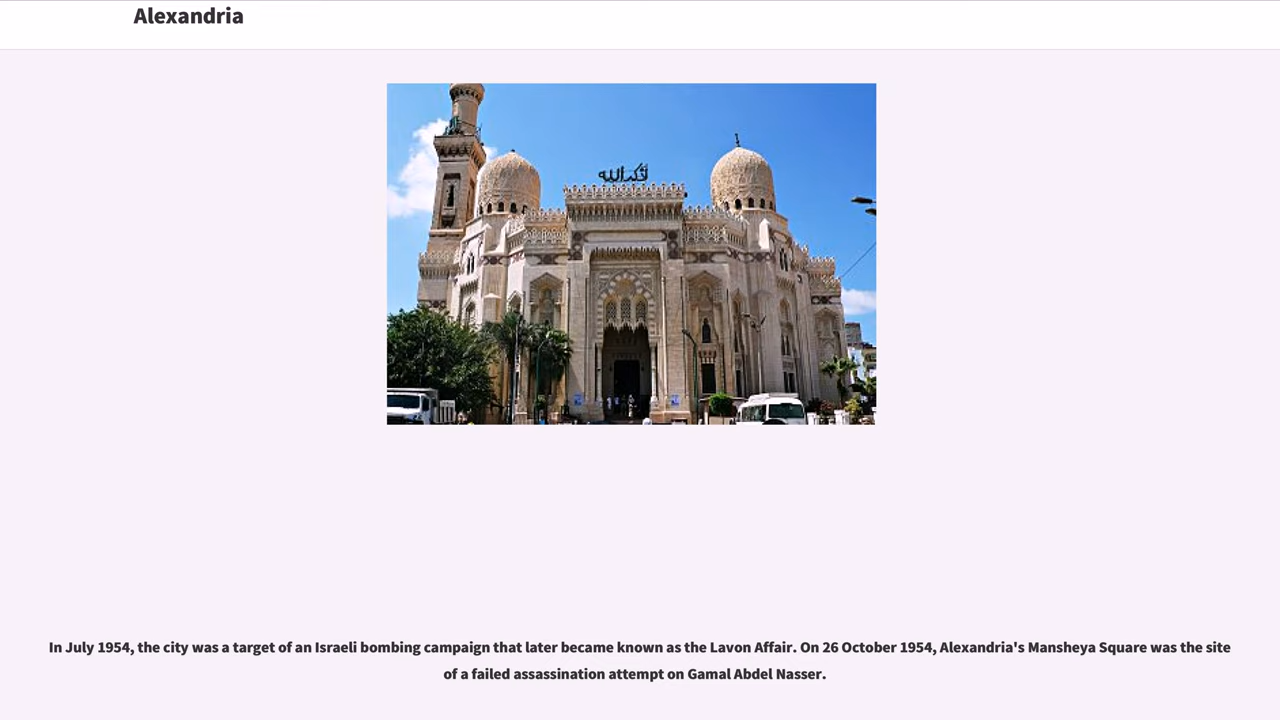 Alexandria
الله
In July 1954, the city was a target of an Israeli bombing campaign that later became known as the Lavon Affair. On 26 October 1954, Alexandria's Mansheya Square was the site
of a failed assassination attempt on Gamal Abdel Nasser.